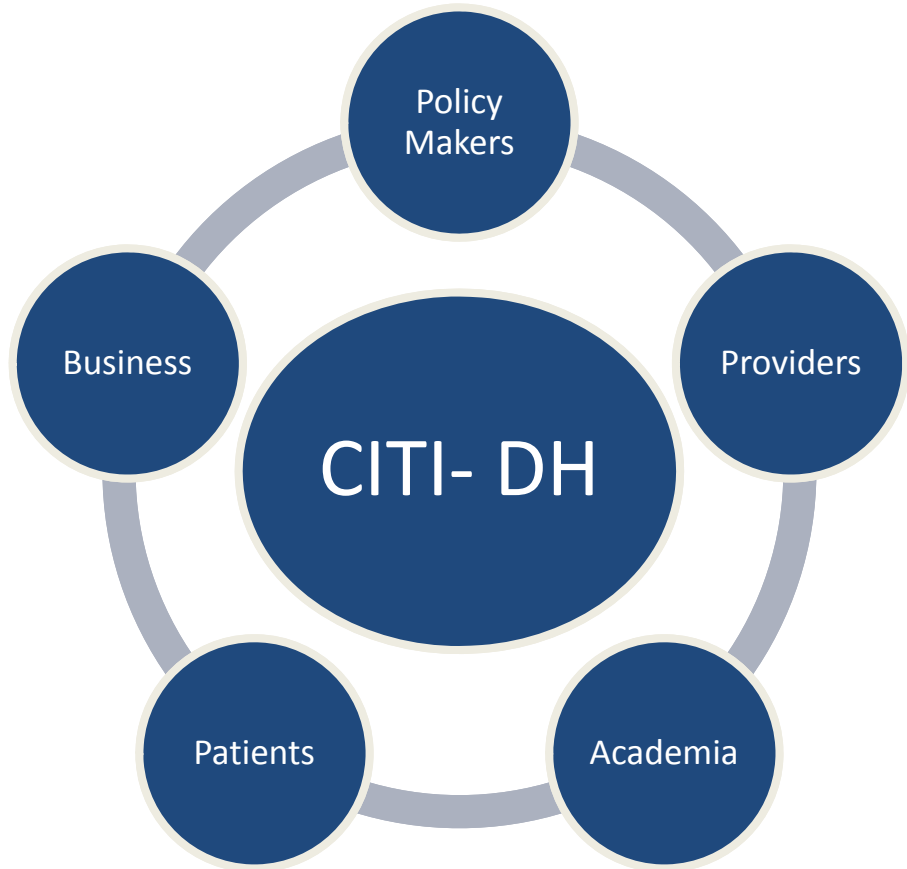 Policy
Makers
Business
Providers
CITI- DH
Patients
Academia